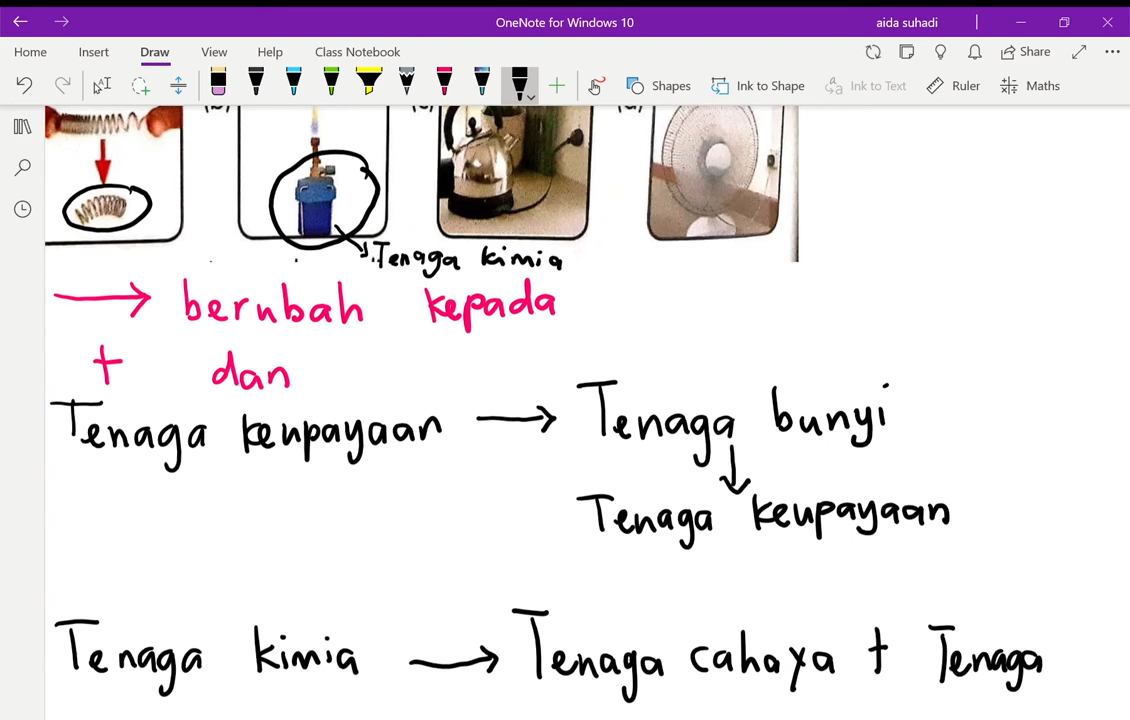 OneNote for Windows 10
aida suhadi
Home Insert Draw View Help Class Notebook Share
Shapes Ink to Shape Ink to Text Ruler Maths
Tenaga kimia
→ berubah kepada
+ dan
Tenaga keupayaan → Tenaga bunyi
↓
Tenaga keupayaan
Tenaga kimia → Tenaga cahaya + Tenaga